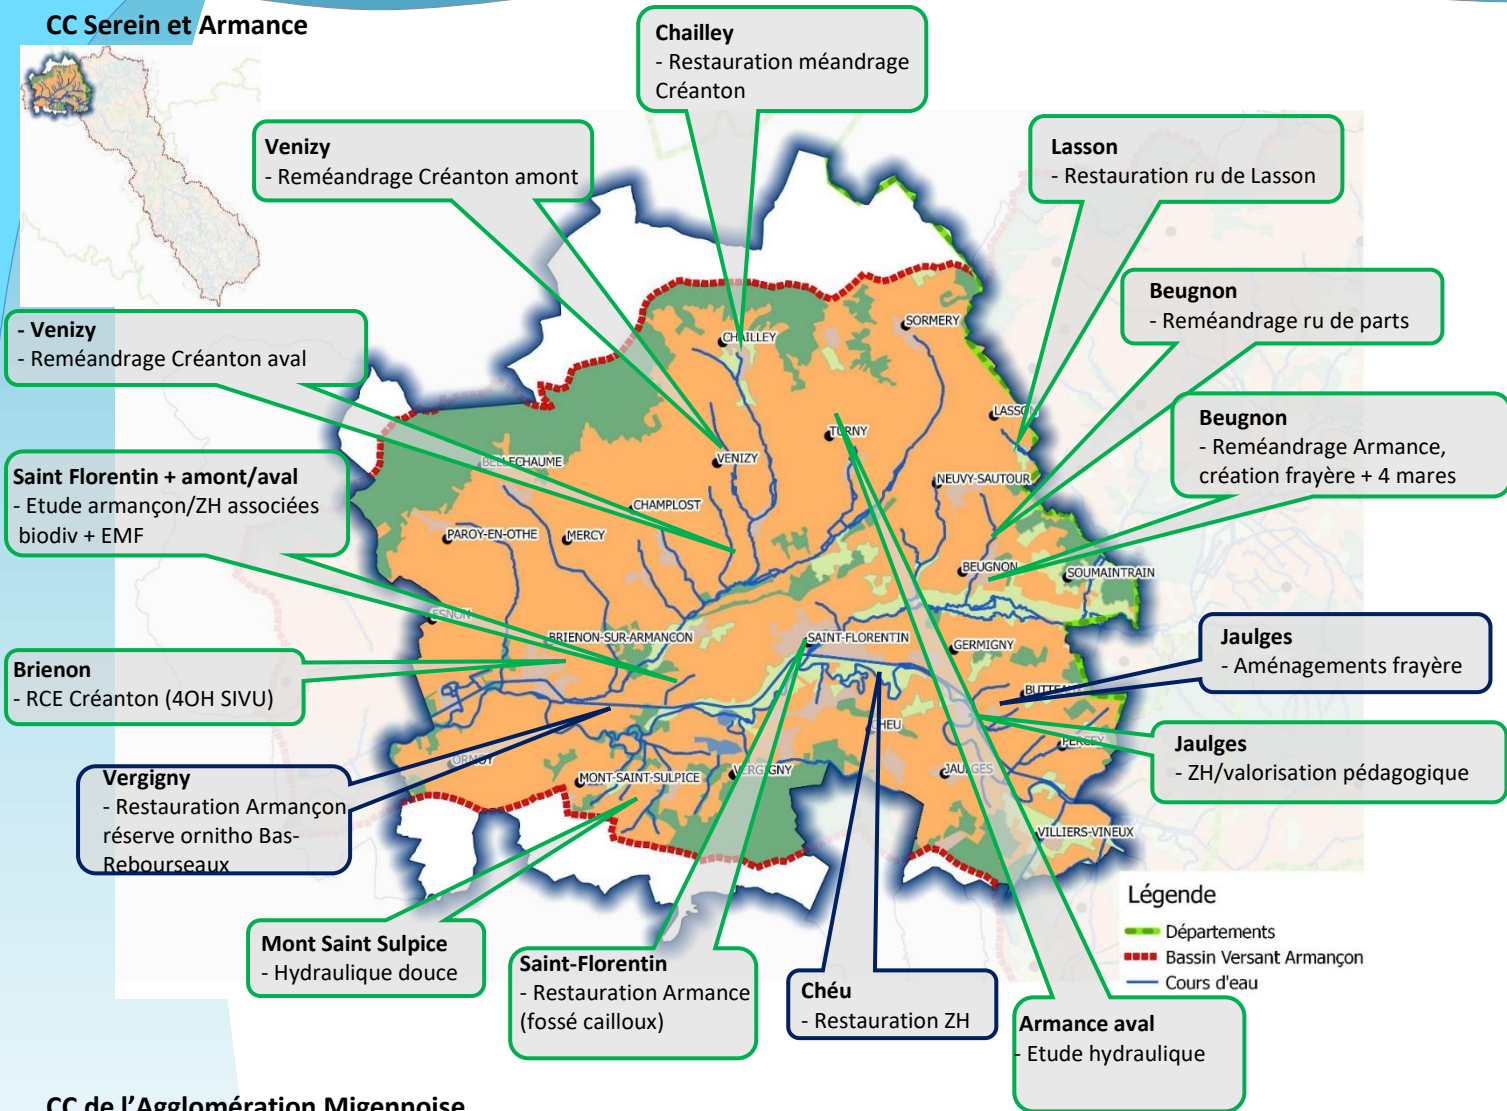 CC Serein et Armance
Chailley
- Restauration méandrage
Créanton
Venizy
- Reméandrage Créanton amont
Lasson
- Restauration ru de Lasson
Beugnon
- Reméandrage ru de parts
- Venizy
- Reméandrage Créanton aval
Beugnon
- Reméandrage Armance,
création frayère + 4 mares
Saint Florentin + amont/aval
- Etude armançon/ZH associées
biodiv + EMF
Brienon
- RCE Créanton (4OH SIVU)
Jaulges
- Aménagements frayère
Jaulges
- ZH/valorisation pédagogique
Vergigny
- Restauration Armançon
réserve ornitho Bas-
Rebourseaux
Mont Saint Sulpice
- Hydraulique douce
Saint-Florentin
- Restauration Armance
(fossé cailloux)
Chéu
- Restauration ZH
Armance aval
- Etude hydraulique
SORMERY
CHAILLEY
LASSON
TURNY
VENIZY
BELLECHAUME
NEUVY-SAUTOUR
CHAMPLOST
PAROY-EN-OTHE
MERCY
BEUGNON
SOUMAINTRAIN
ESNON
BRIENON-SUR-ARMANCON
SAINT-FLORENTIN
GERMIGNY
BUTTEAUX
CHEU
PERCEY
ORMOY
MONT-SAINT-SULPICE
VERGIGNY
JAULGES
VILLIERS-VINEUX
Légende
Départements
Bassin Versant Armançon
Cours d'eau
CC de l'Agglomération Migennoise